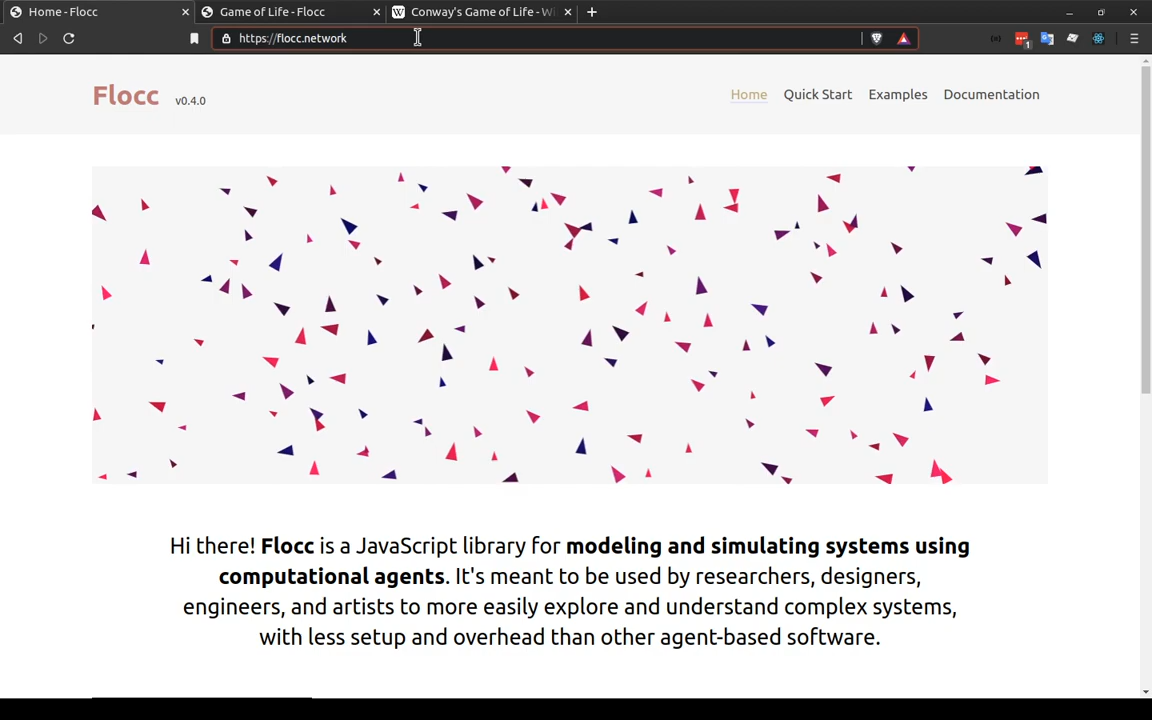 Home - Flocc
Game of Life - Flocc
Conway's Game of Life - Wi
https://flocc.network
1
Flocc v0.4.0
Home Quick Start Examples Documentation
Hi there! Flocc is a JavaScript library for modeling and simulating systems using
computational agents. It's meant to be used by researchers, designers,
engineers, and artists to more easily explore and understand complex systems,
with less setup and overhead than other agent-based software.